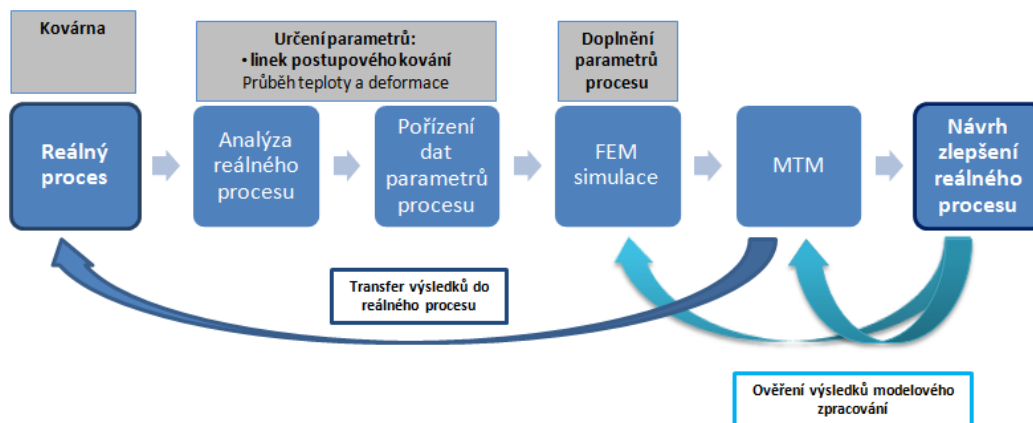 Kovárna
Určení parametrů:
• linek postupového kování
Průběh teploty a deformace
Doplnění
parametrů
procesu
Reálný
proces
Analýza
reálného
procesu
Pořízení
dat
parametrů
procesu
FEM
simulace
MTM
Návrh
zlepšení
reálného
procesu
Transfer výsledků do
reálného procesu
Ověření výsledků modelového
zpracování